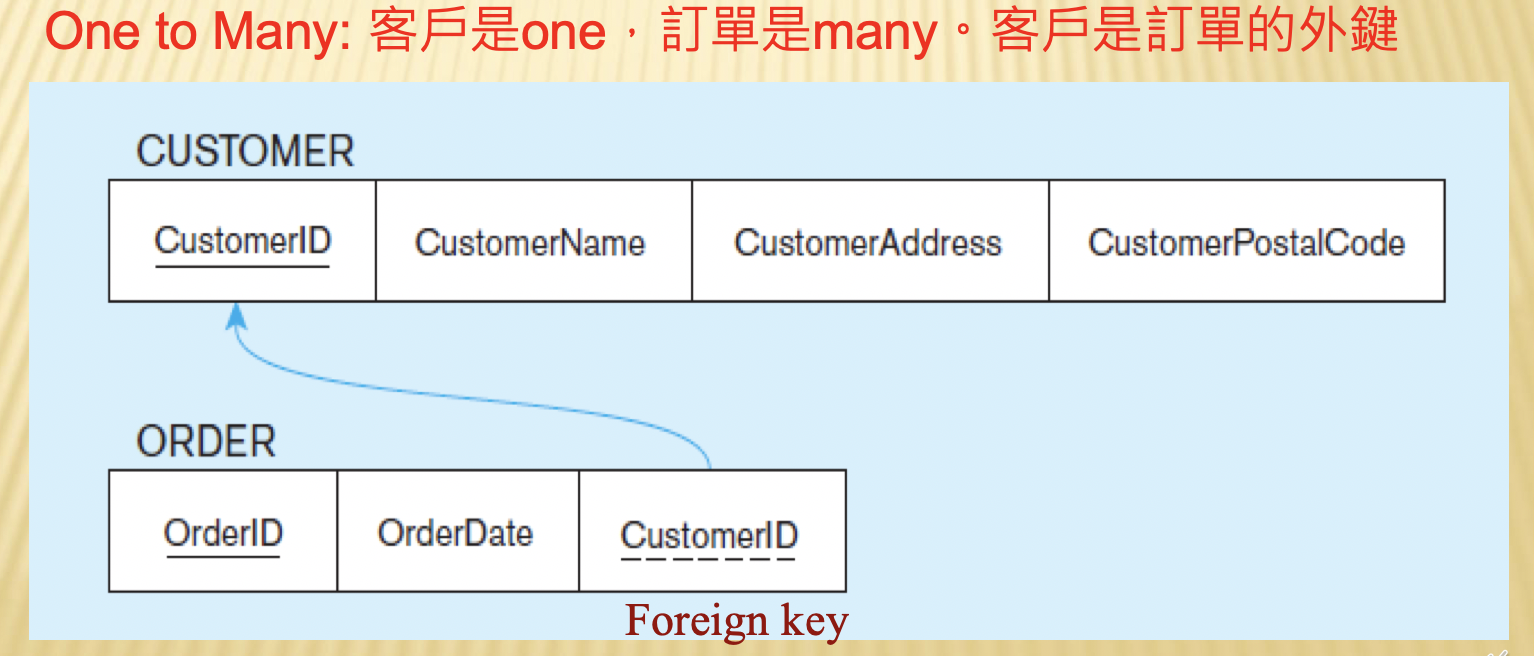 One to Many: 客戶是one，訂單是many。客戶是訂單的外鍵
CUSTOMER
CustomerID CustomerName CustomerAddress CustomerPostalCode
ORDER
OrderID OrderDate CustomerID
Foreign key